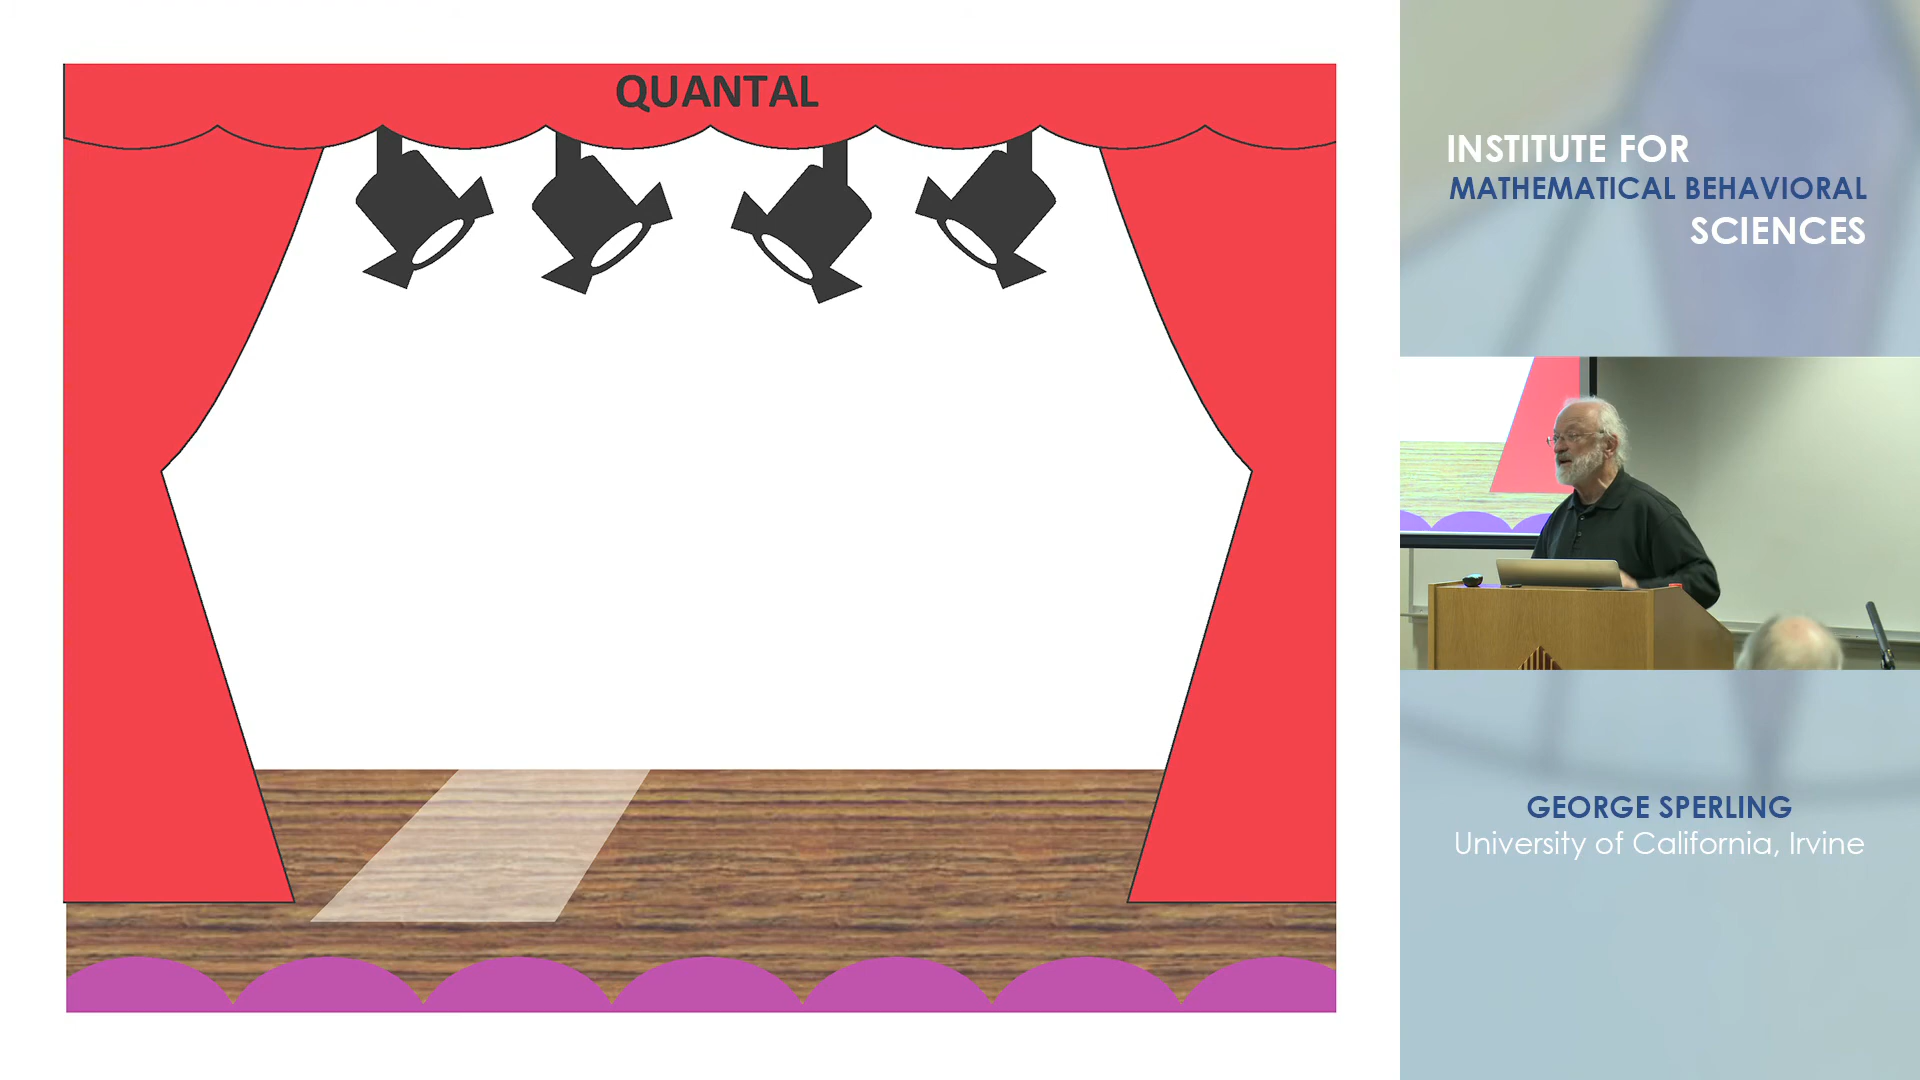 QUANTAL
INSTITUTE FOR
MATHEMATICAL BEHAVIORAL
SCIENCES
GEORGE SPERLING
University of California, Irvine